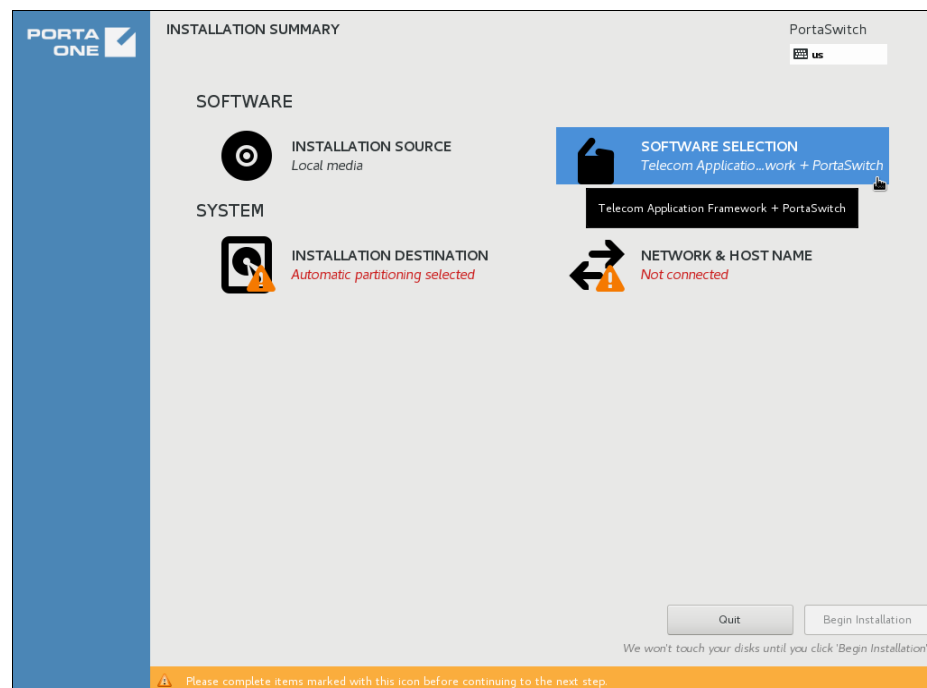 PORTA
ONE
INSTALLATION SUMMARY
PortaSwitch
us
SOFTWARE
INSTALLATION SOURCE
Local media
SOFTWARE SELECTION
Telecom Applicatio...work + PortaSwitch
Telecom Application Framework + PortaSwitch
SYSTEM
INSTALLATION DESTINATION
Automatic partitioning selected
NETWORK & HOST NAME
Not connected
Quit
Begin Installation
We won't touch your disks until you click 'Begin Installation'
Please complete items marked with this icon before continuing to the next step.